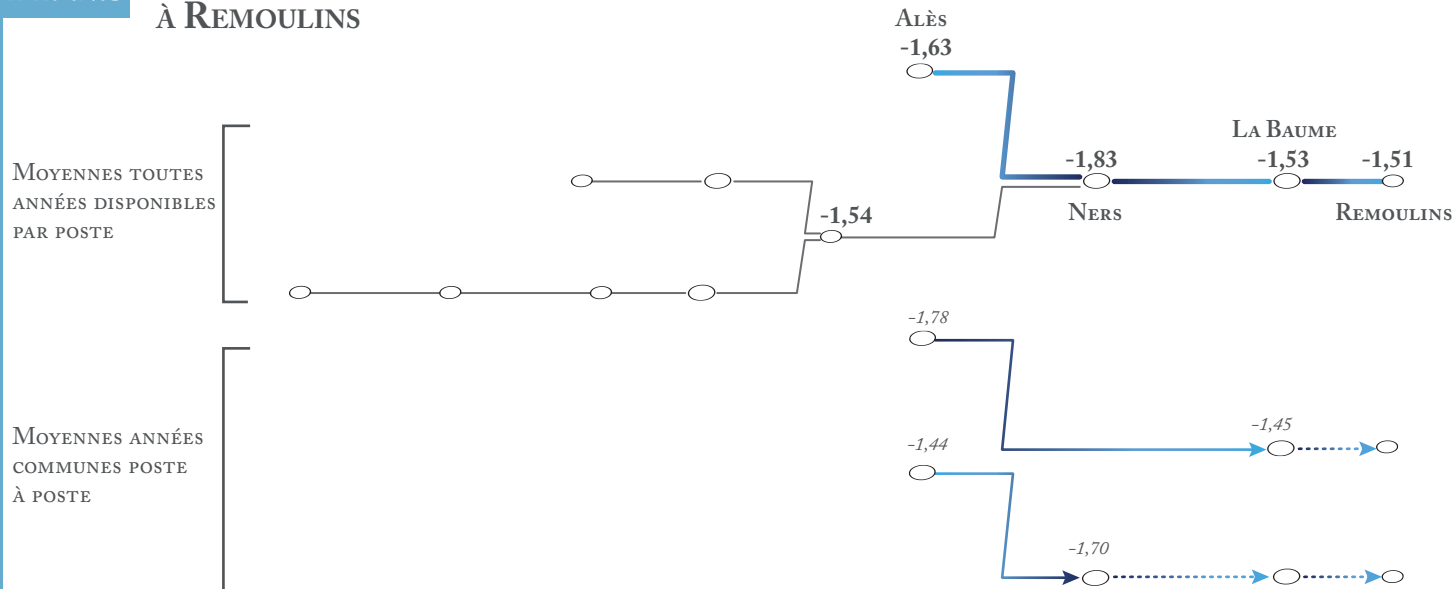 à Remoulins
Alès
-1,63
La Baume
-1,83
-1,53
-1,51
Ners
Remoulins
Moyennes toutes
années disponibles
par poste
-1,54
-1,78
Moyennes années
communes poste
à poste
-1,44
-1,45
-1,70